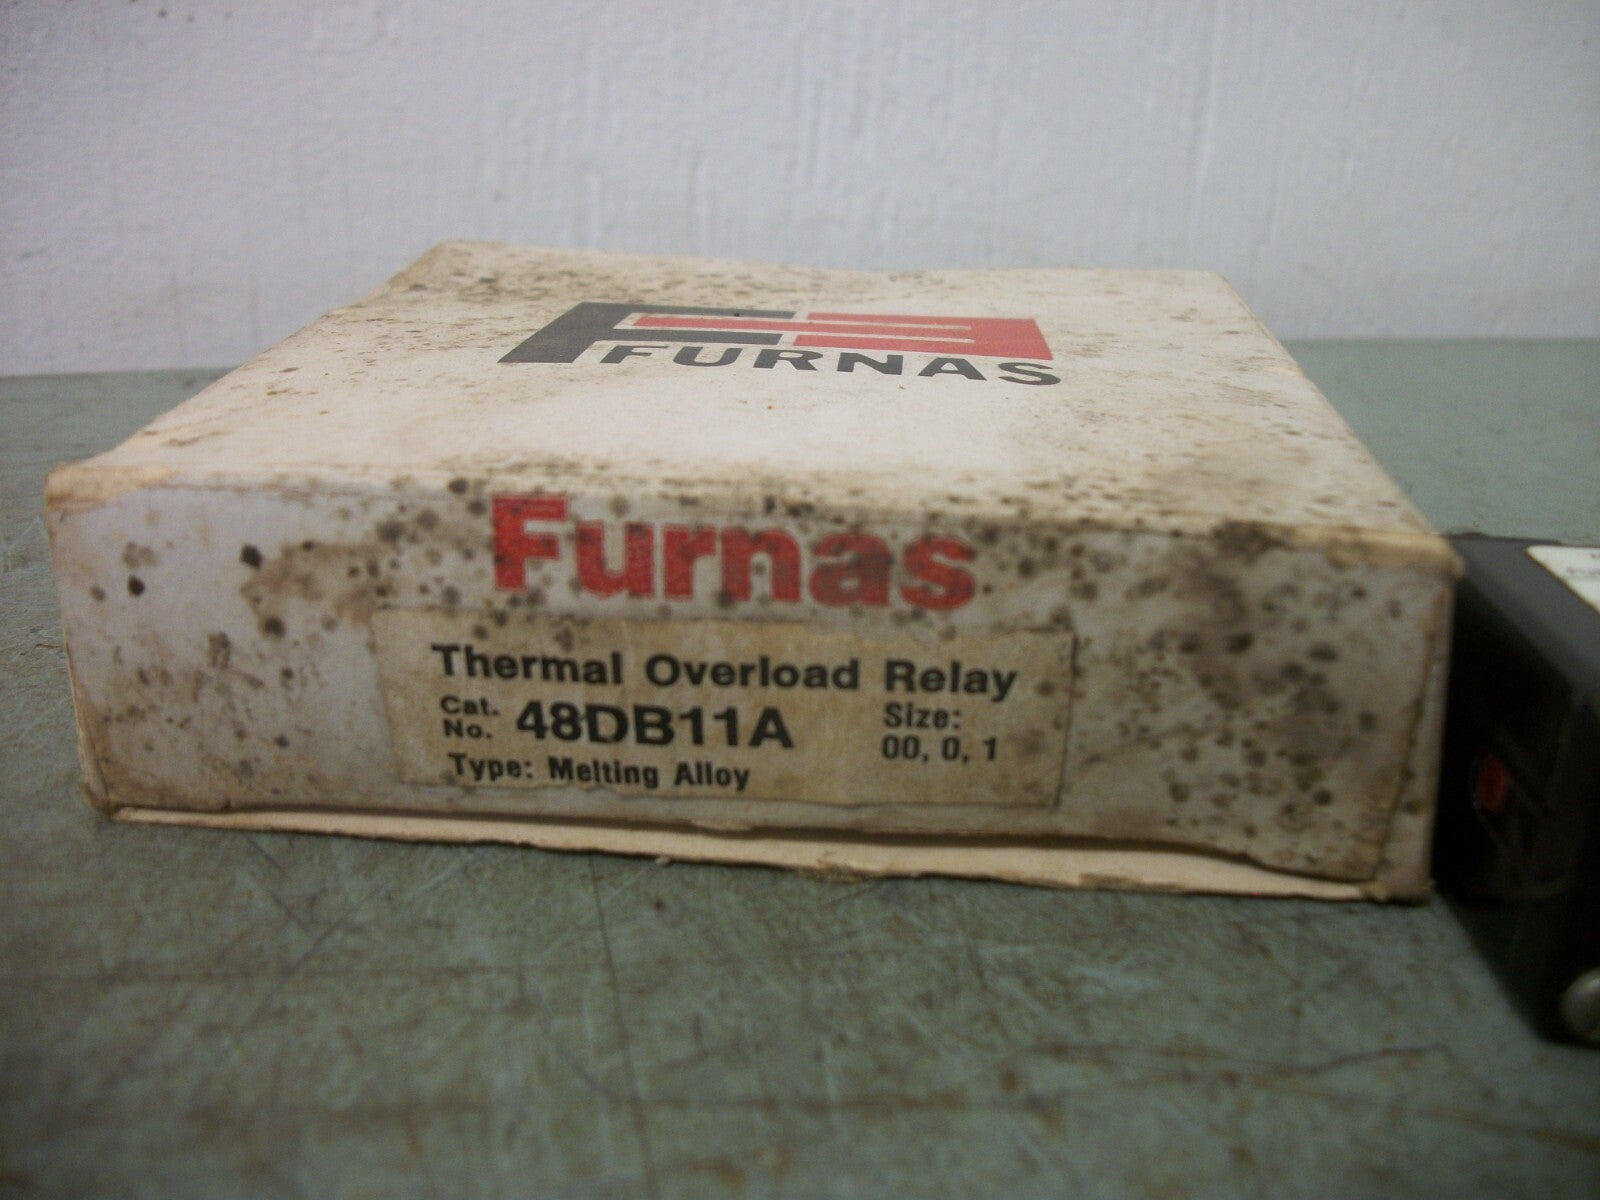 FURNAS
Furnas
Thermal Overload Relay
Cat. No. 48DB11A
Size: 00, 0, 1
Type: Melting Alloy